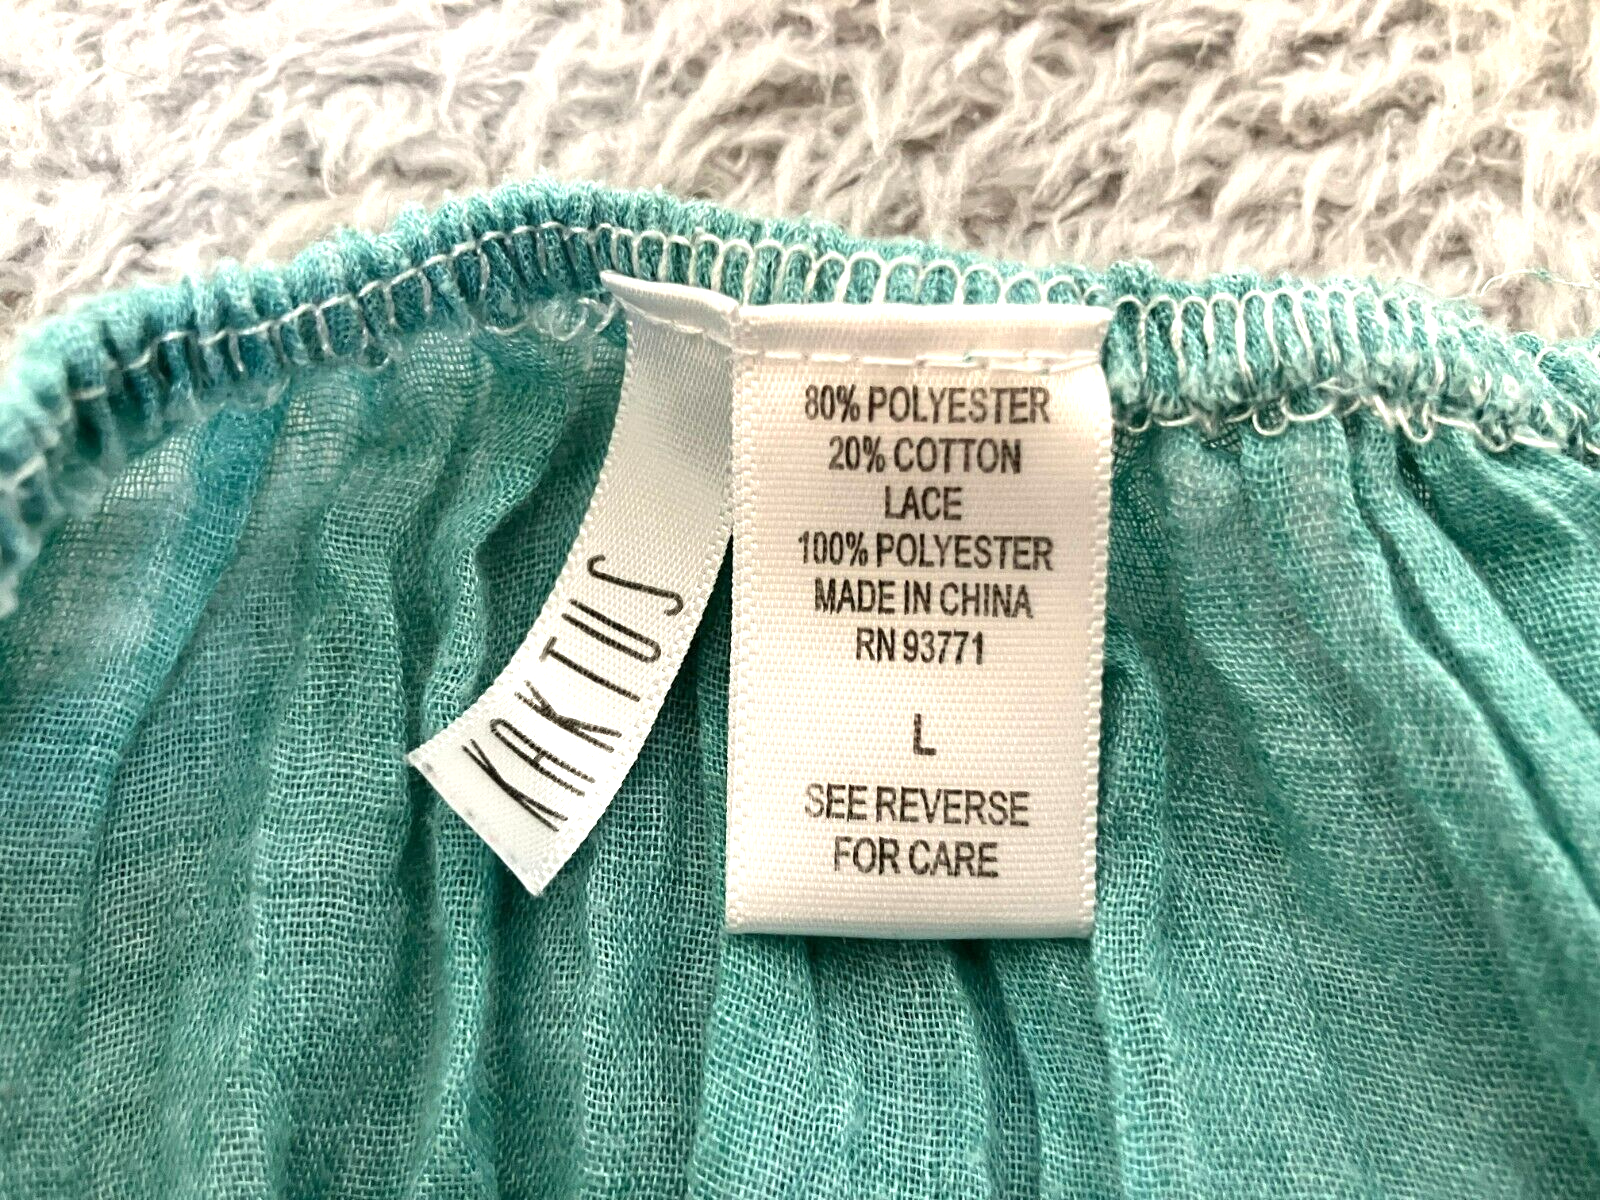 KAKTUS
80% POLYESTER
20% COTTON
LACE
100% POLYESTER
MADE IN CHINA
RN 93771
L
SEE REVERSE
FOR CARE